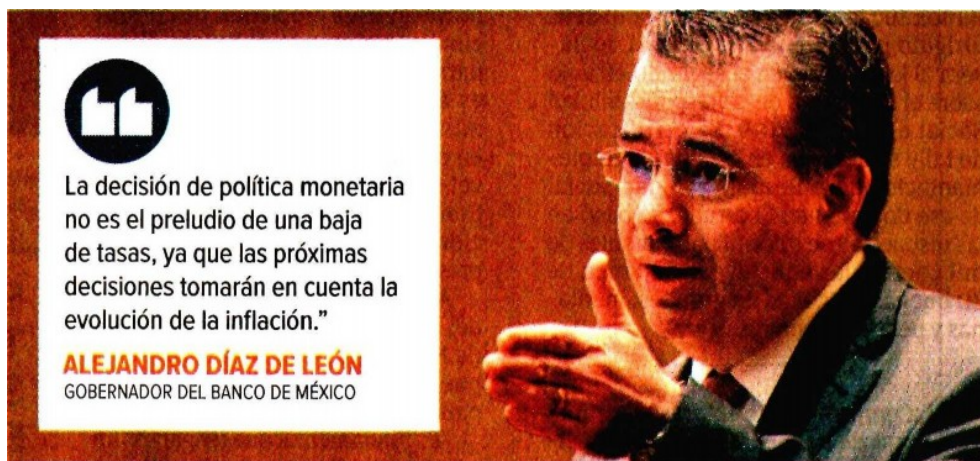 La decisión de política monetaria
no es el preludio de una baja
de tasas, ya que las próximas
decisiones tomarán en cuenta la
evolución de la inflación.”
ALEJANDRO DÍAZ DE LEÓN
GOBERNADOR DEL BANCO DE MÉXICO